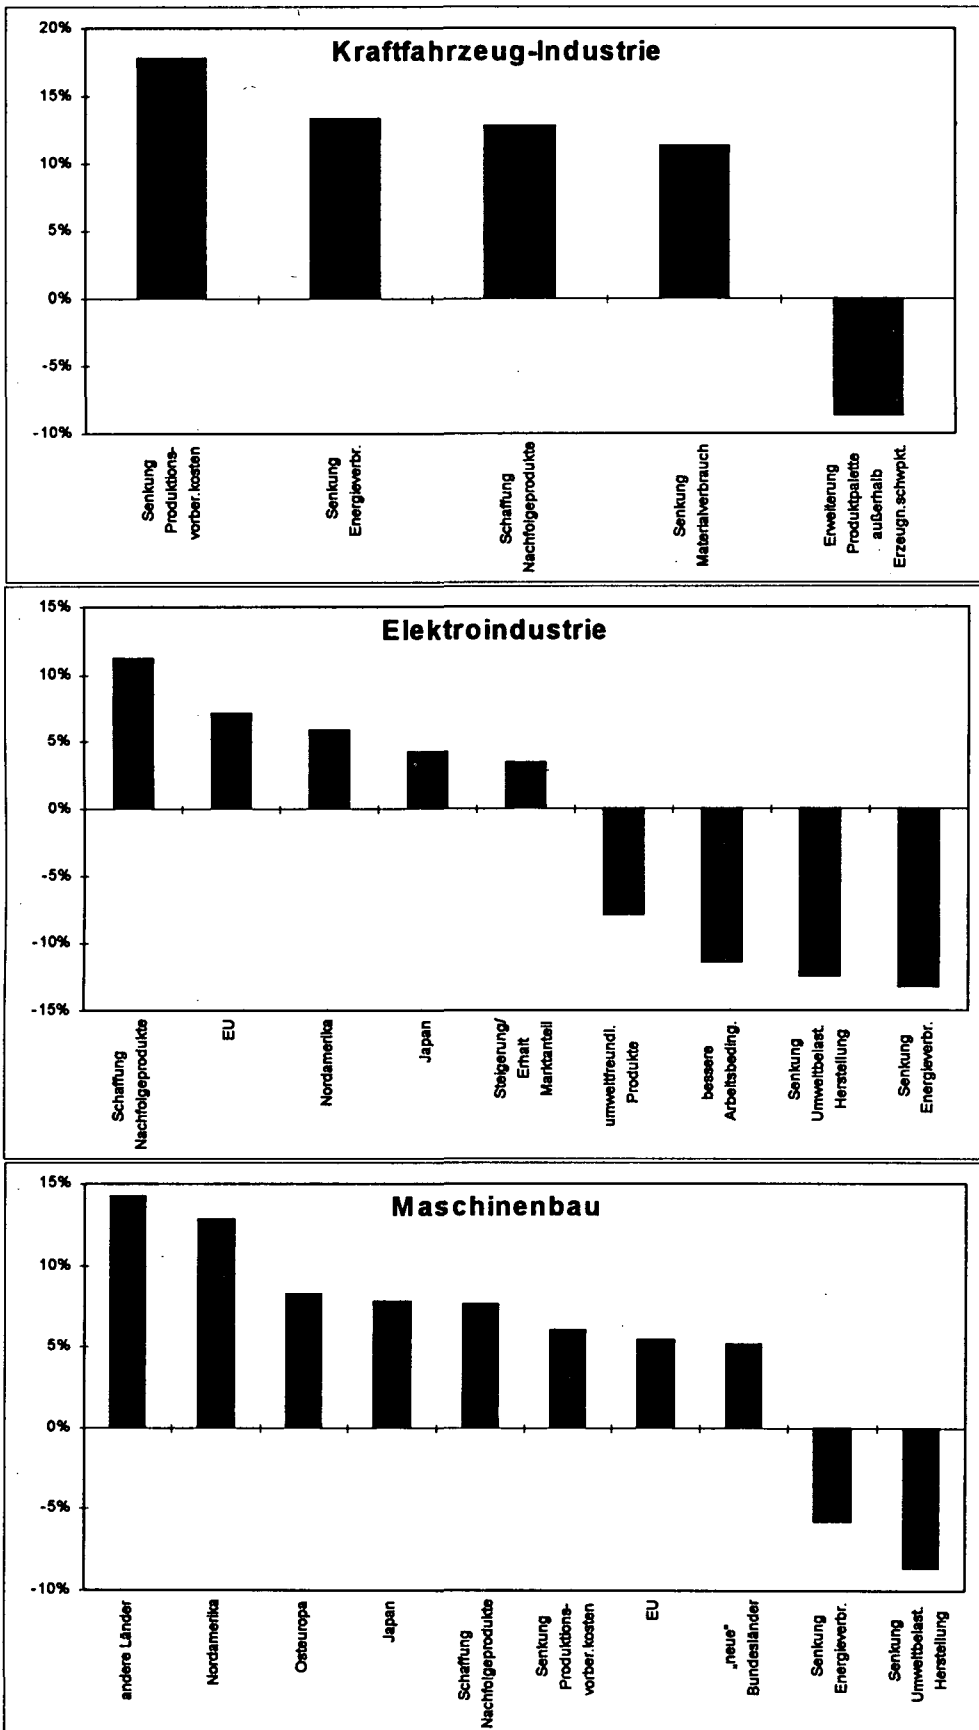 Kraftfahrzeug-Industrie
20%
15%
10%
5%
0%
-5%
-10%
Senkung
Produktions-
vorber.kosten
Senkung
Energieverbr.
Schaffung
Nachfolgeprodukte
Senkung
Materialverbrauch
Erweiterung
Produktpalette
außerhalb
Erzeugn.schwpkt.
Elektroindustrie
15%
10%
5%
0%
-5%
-10%
-15%
Schaffung
Nachfolgeprodukte
EU
Nordamerika
Japan
Steigerung/
Erhalt
Marktanteil
umweltfreundl.
Produkte
bessere
Arbeitsbeding.
Senkung
Umweltbelast.
Herstellung
Senkung
Energieverbr.
Maschinenbau
15%
10%
5%
0%
-5%
-10%
andere Länder
Nordamerika
Osteuropa
Japan
Schaffung
Nachfolgeprodukte
Senkung
Produktions-
vorber.kosten
EU
„neue"
Bundesländer
Senkung
Energieverbr.
Senkung
Umweltbelast.
Herstellung